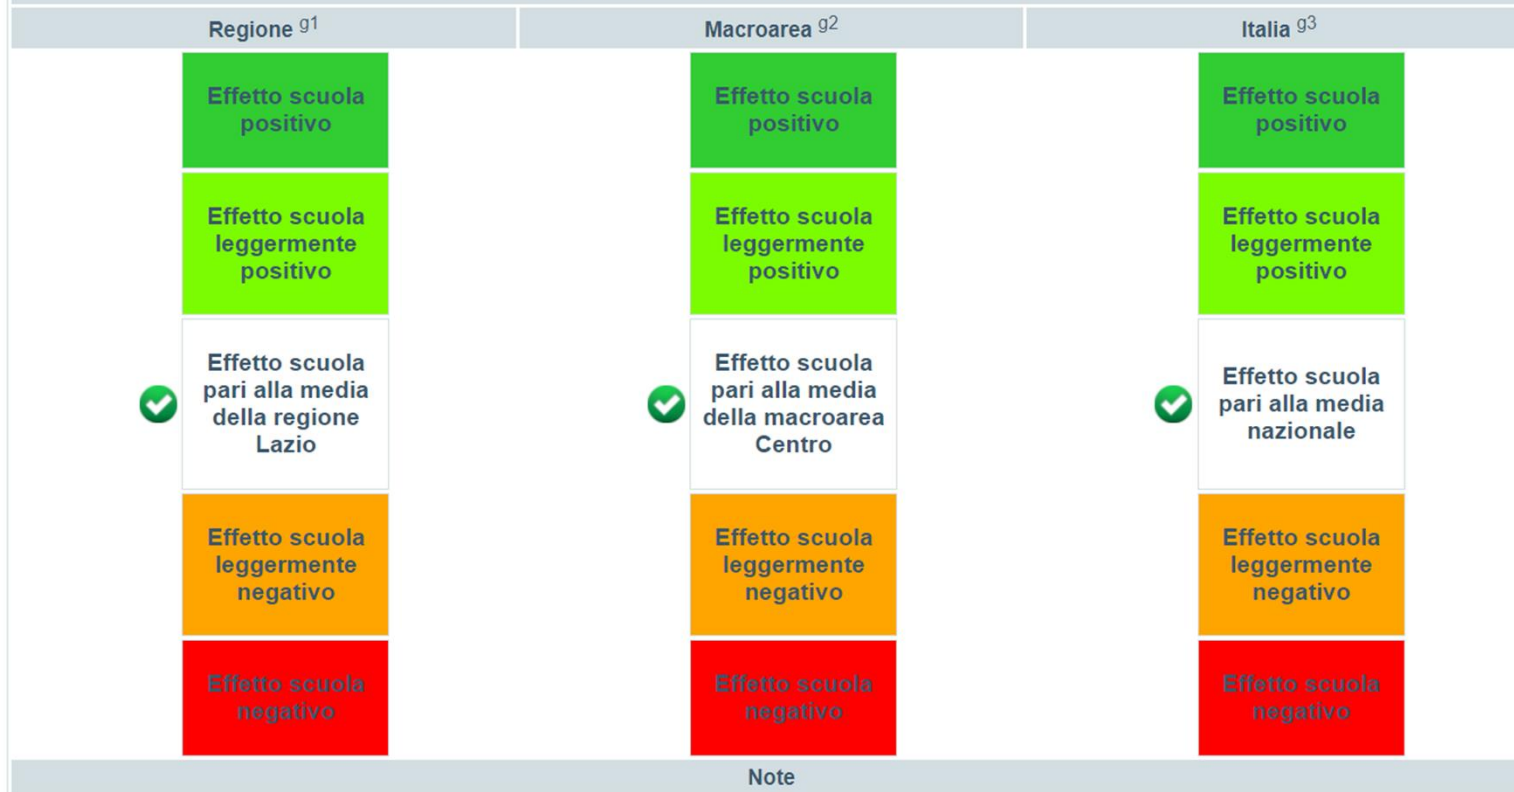 Regione g1
Macroarea g2
Italia g3
Effetto scuola
positivo
Effetto scuola
positivo
Effetto scuola
positivo
Effetto scuola
leggermente
positivo
Effetto scuola
leggermente
positivo
Effetto scuola
leggermente
positivo
Effetto scuola
pari alla media
della regione
Lazio
Effetto scuola
pari alla media
della macroarea
Centro
Effetto scuola
pari alla media
nazionale
Effetto scuola
leggermente
negativo
Effetto scuola
leggermente
negativo
Effetto scuola
leggermente
negativo
Effetto scuola
negativo
Effetto scuola
negativo
Effetto scuola
negativo
Note